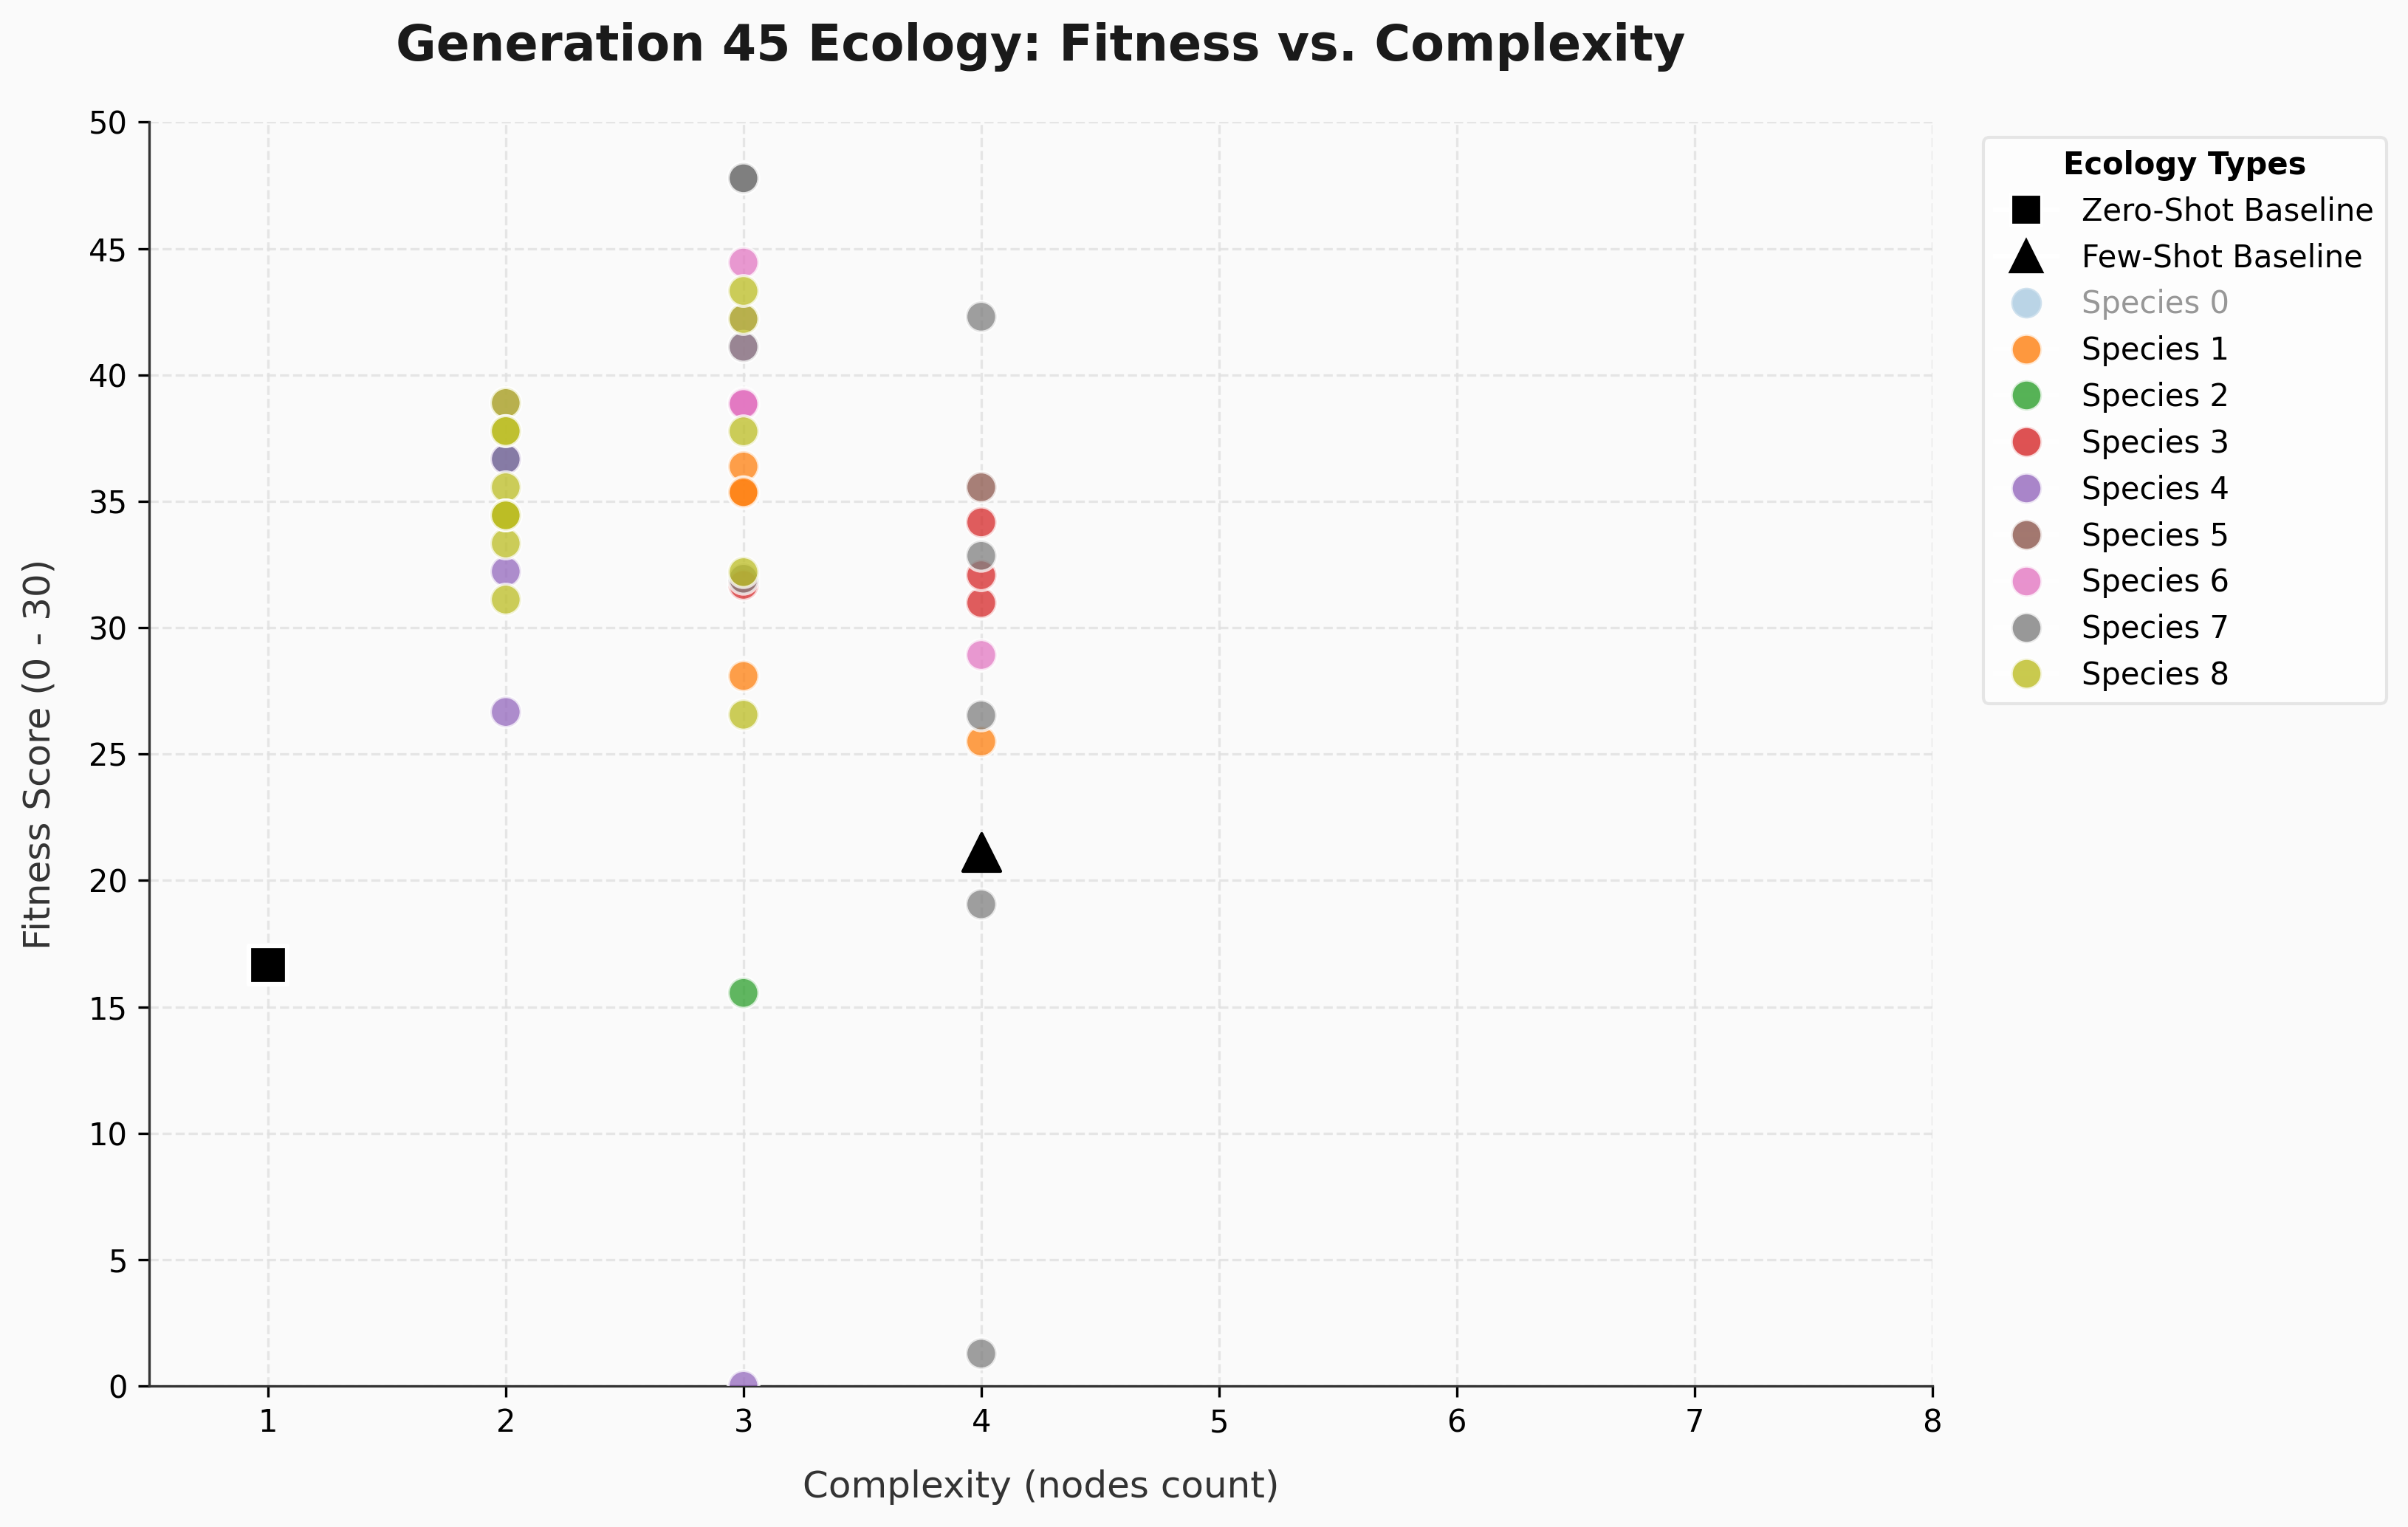 Generation 45 Ecology: Fitness vs. Complexity
50
45
40
35
30
25
20
15
10
5
0
Fitness Score (0 - 30)
1 2 3 4 5 6 7 8
Complexity (nodes count)
Ecology Types
Zero-Shot Baseline
Few-Shot Baseline
Species 0
Species 1
Species 2
Species 3
Species 4
Species 5
Species 6
Species 7
Species 8